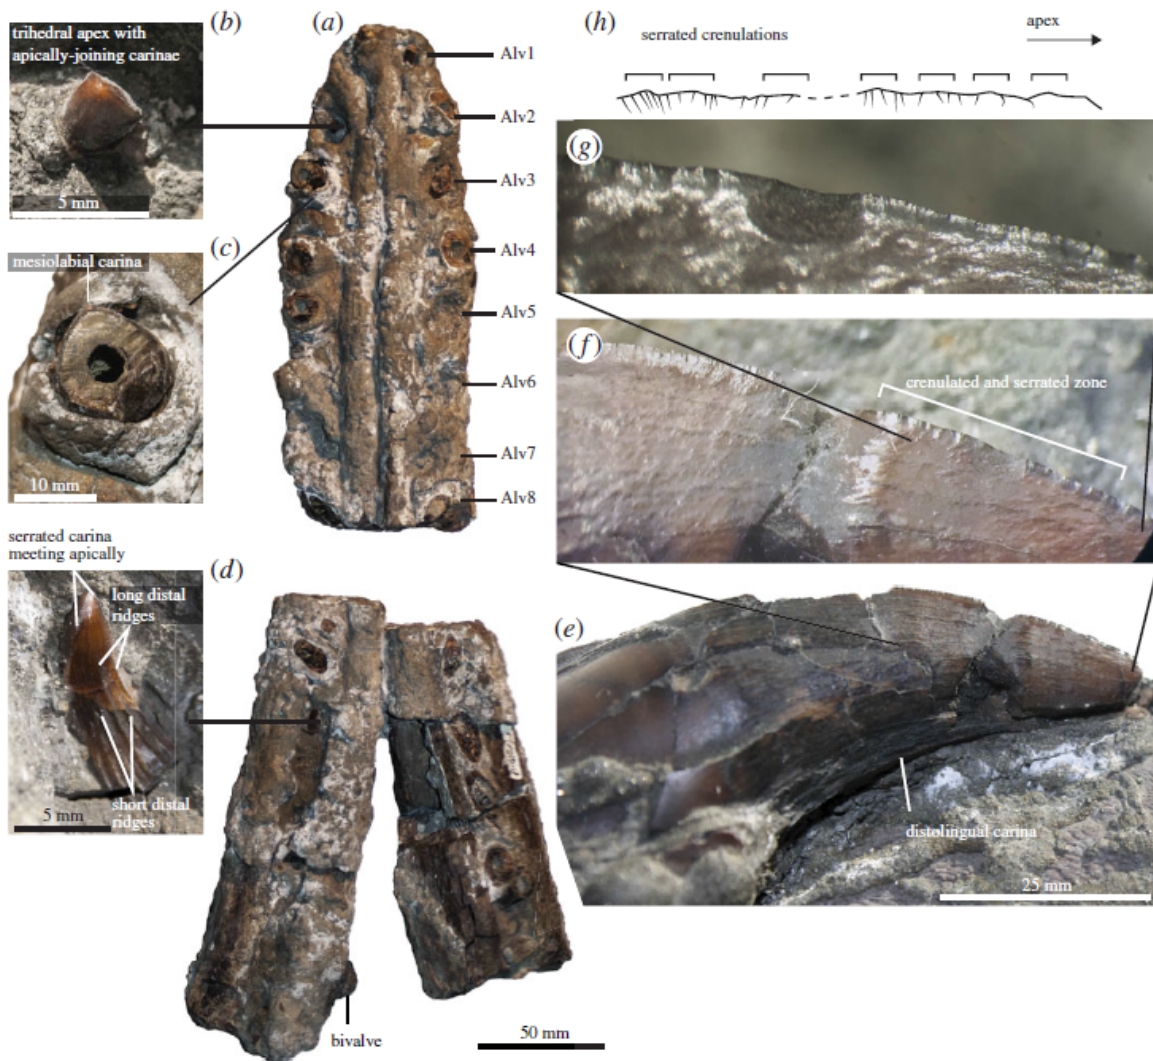 (b)
trihedral apex with
apically-joining carinae
5 mm
(a)
Alv1
Alv2
Alv3
Alv4
Alv5
Alv6
Alv7
Alv8
(c)
mesiolabial carina
10 mm
serrated carina
meeting apically
(d)
long distal
ridges
short distal
ridges
5 mm
bivalve
50 mm
(h)
serrated crenulations
apex
(g)
(f)
crenulated and serrated zone
(e)
distolingual carina
25 mm